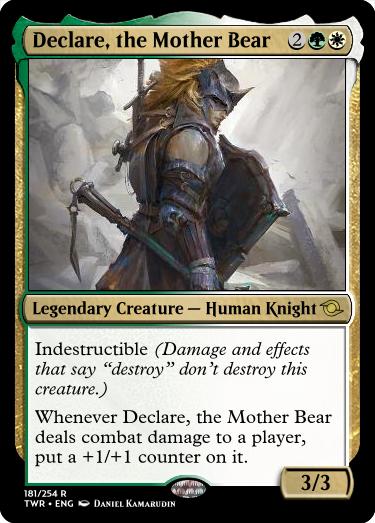 Declare, the Mother Bear 2
Legendary Creature — Human Knight
Indestructible (Damage and effects
that say “destroy” don’t destroy this
creature.)
Whenever Declare, the Mother Bear
deals combat damage to a player,
put a +1/+1 counter on it.
3/3
181/254 R
TWR • ENG Daniel Kamarudin